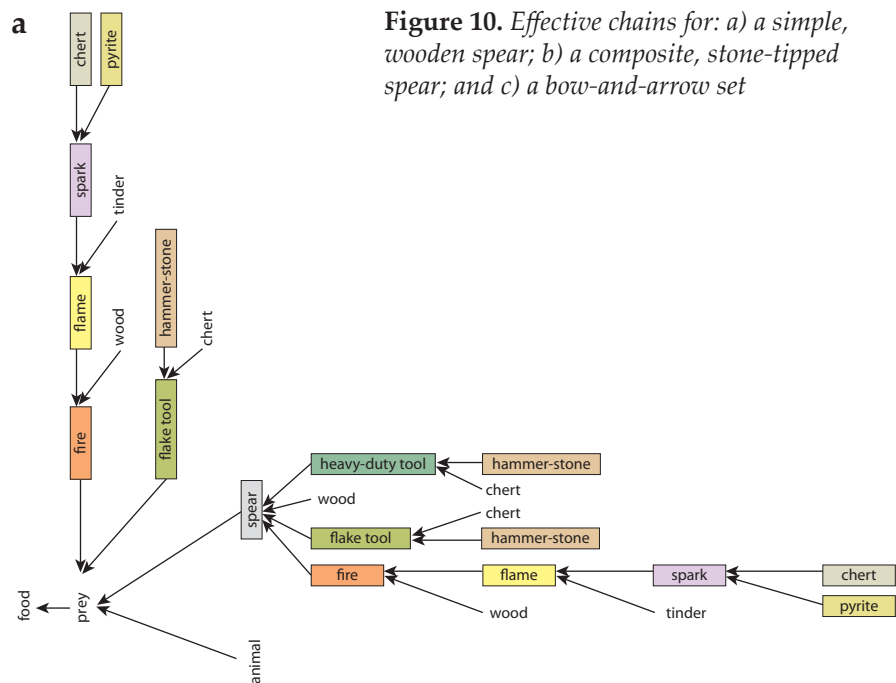 a
Figure 10. Effective chains for: a) a simple,
wooden spear; b) a composite, stone-tipped
spear; and c) a bow-and-arrow set
chert
pyrite
spark
tinder
flame
hammer-stone
wood
chert
fire
flake tool
heavy-duty tool
hammer-stone
chert
wood
spear
chert
flake tool
hammer-stone
fire
flame
spark
chert
wood
tinder
pyrite
food
prey
animal